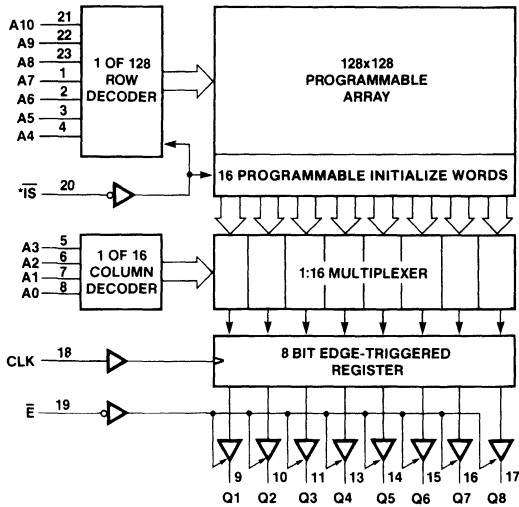 A10 21
A9 22
A8 23
A7 1
A6 2
A5 3
A4 4
1 OF 128
ROW
DECODER
128x128
PROGRAMMABLE
ARRAY
16 PROGRAMMABLE INITIALIZE WORDS
*I̅S̅ 20
A3 5
A2 6
A1 7
A0 8
1 OF 16
COLUMN
DECODER
1:16 MULTIPLEXER
CLK 18
8 BIT EDGE-TRIGGERED
REGISTER
E̅ 19
9 10 11 13 14 15 16 17
Q1 Q2 Q3 Q4 Q5 Q6 Q7 Q8